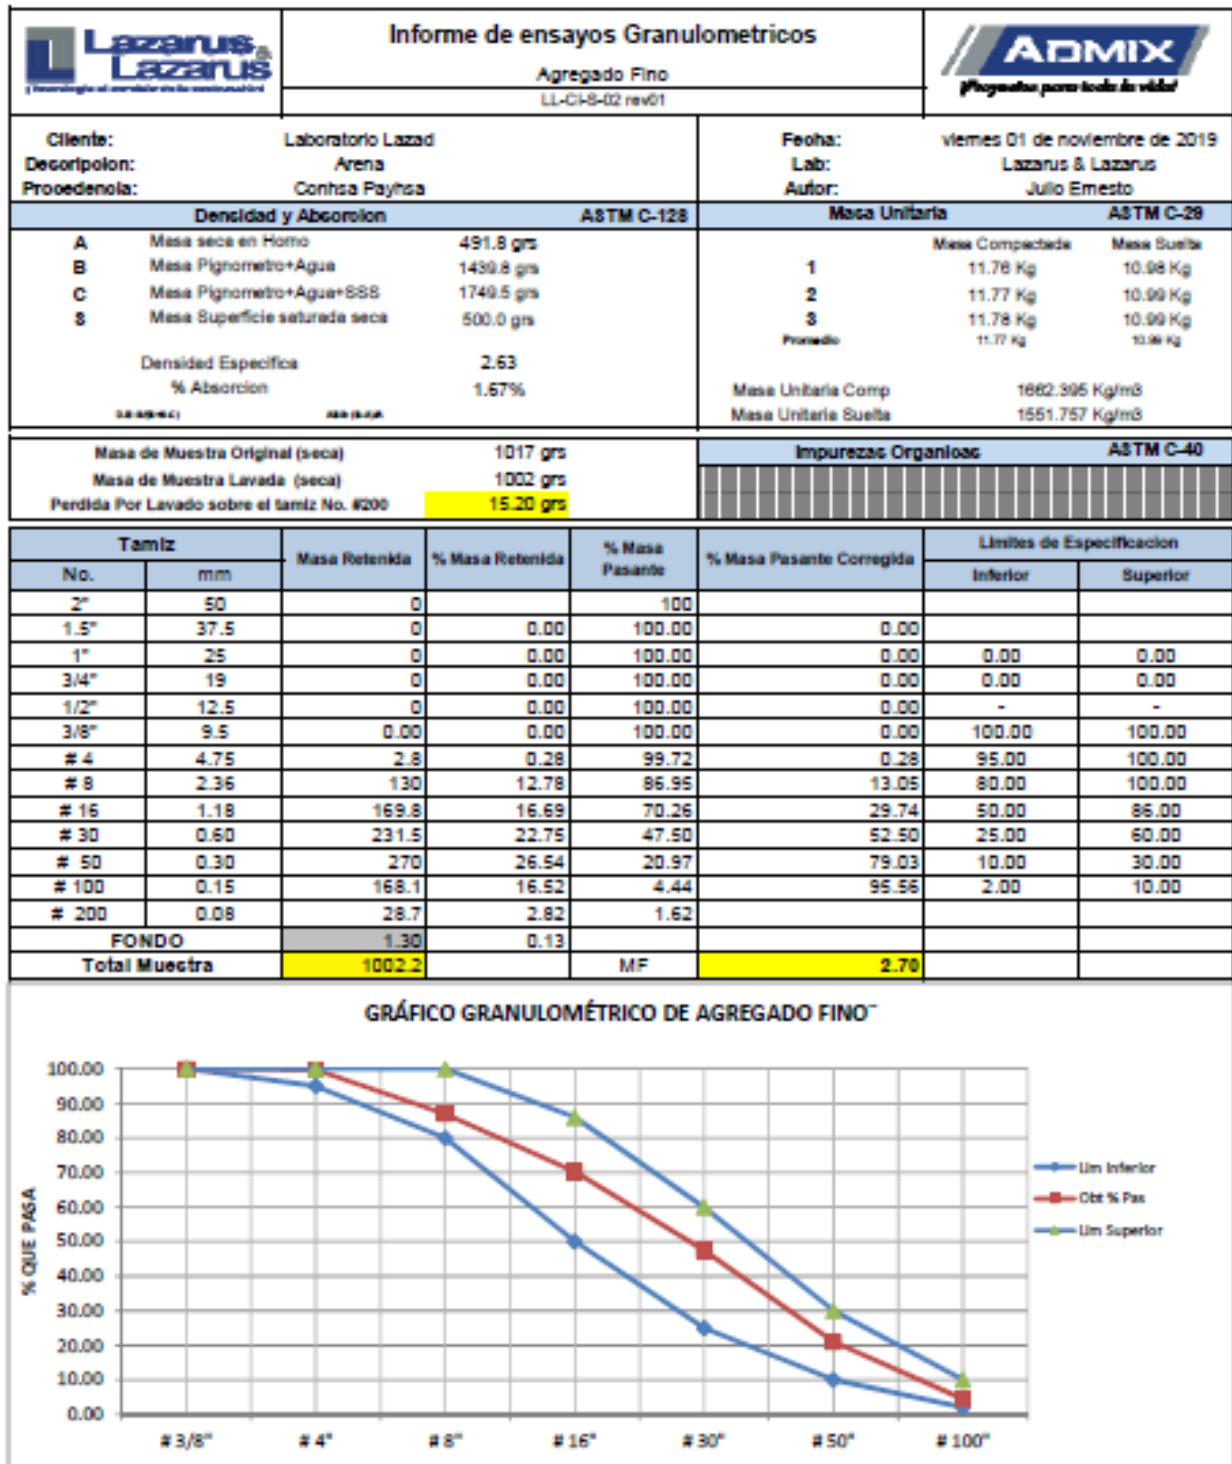 Lazarus &
Lazarus
Informe de ensayos Granulometricos
Agregado Fino
LL-CI-S-02 rev01
ADMIX
¡Proyectos para toda la vida!
Cliente: Laboratorio Lazad
Descripcion: Arena
Procedencia: Conhsa Payhsa
Fecha: viernes 01 de noviembre de 2019
Lab: Lazarus & Lazarus
Autor: Julio Ernesto
Densidad y Absorcion ASTM C-128
A Masa seca en Horno 491.8 grs
B Masa Pignometro+Agua 1439.8 grs
C Masa Pignometro+Agua+SSS 1749.5 grs
S Masa Superficie saturada seca 500.0 grs
Densidad Especifica 2.63
% Absorcion 1.67%
Masa Unitaria ASTM C-29
Masa Compactada Masa Suelta
1 11.76 Kg 10.98 Kg
2 11.77 Kg 10.99 Kg
3 11.78 Kg 10.99 Kg
Promedio 11.77 Kg 10.99 Kg
Masa Unitaria Comp 1662.395 Kg/m3
Masa Unitaria Suelta 1551.757 Kg/m3
Masa de Muestra Original (seca) 1017 grs
Masa de Muestra Lavada (seca) 1002 grs
Perdida Por Lavado sobre el tamiz No. #200 15.20 grs
Impurezas Organicas ASTM C-40
Tamiz Masa Retenida % Masa Retenida % Masa Pasante % Masa Pasante Corregida Limites de Especificacion
No. mm Inferior Superior
2" 50 0 100
1.5" 37.5 0 0.00 100.00 0.00
1" 25 0 0.00 100.00 0.00 0.00 0.00
3/4" 19 0 0.00 100.00 0.00 0.00 0.00
1/2" 12.5 0 0.00 100.00 0.00 - -
3/8" 9.5 0.00 0.00 100.00 0.00 100.00 100.00
# 4 4.75 2.8 0.28 99.72 0.28 95.00 100.00
# 8 2.36 130 12.78 86.95 13.05 80.00 100.00
# 16 1.18 169.8 16.69 70.26 29.74 50.00 86.00
# 30 0.60 231.5 22.75 47.50 52.50 25.00 60.00
# 50 0.30 270 26.54 20.97 79.03 10.00 30.00
# 100 0.15 168.1 16.52 4.44 95.56 2.00 10.00
# 200 0.08 28.7 2.82 1.62
FONDO 1.30 0.13
Total Muestra 1002.2 MF 2.70
GRÁFICO GRANULOMÉTRICO DE AGREGADO FINO¨
% QUE PASA
100.00
90.00
80.00
70.00
60.00
50.00
40.00
30.00
20.00
10.00
0.00
# 3/8" # 4" # 8" # 16" # 30" # 50" # 100"
Lim Inferior
Obt % Pas
Lim Superior